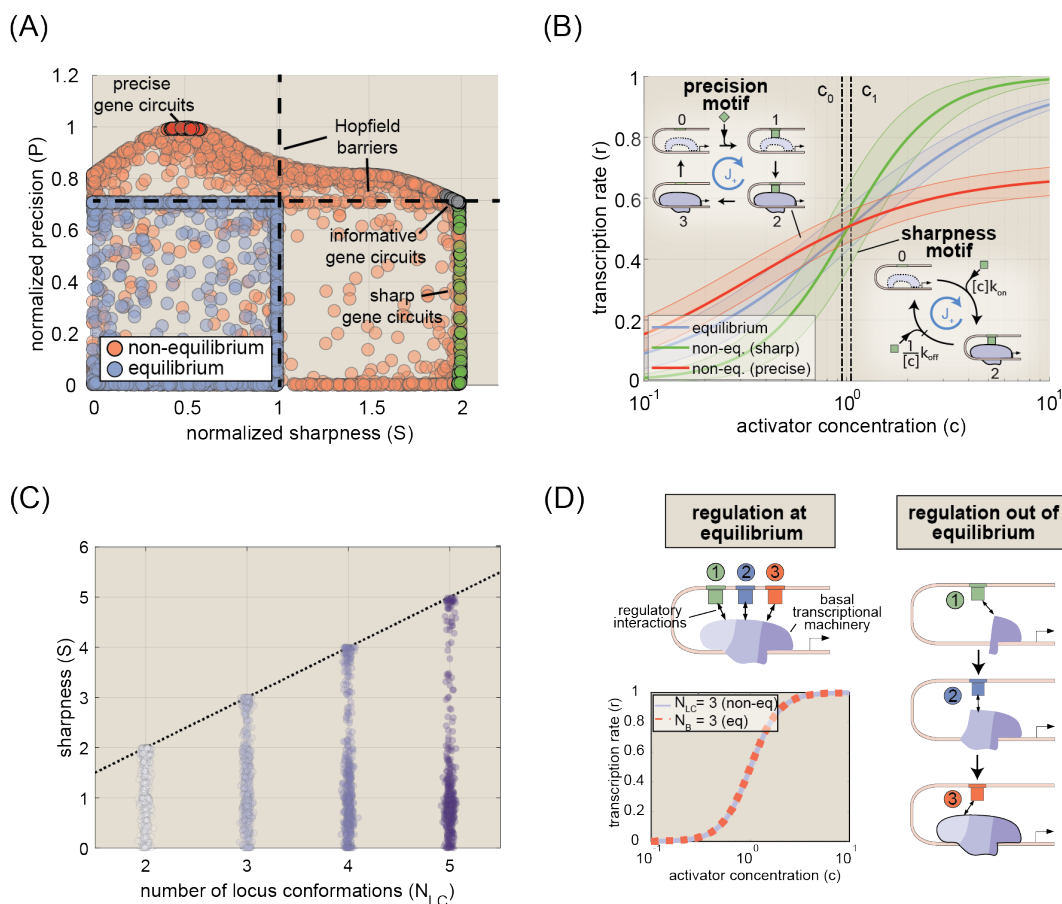 (A)
normalized precision (P)
1.2
1
0.8
0.6
0.4
0.2
0
precise
gene circuits
Hopfield
barriers
informative
gene circuits
sharp
gene circuits
non-equilibrium
equilibrium
0
0.5
1
1.5
2
normalized sharpness (S)
(B)
transcription rate (r)
1
0.8
0.6
0.4
0.2
0
precision
motif
c0
c1
0
1
J+
3
2
sharpness
motif
0
[c]kon
J+
1/[c] koff
2
equilibrium
non-eq. (sharp)
non-eq. (precise)
10-1
100
101
activator concentration (c)
(C)
sharpness (S)
6
5
4
3
2
1
0
2
3
4
5
number of locus conformations (NLC)
(D)
regulation at
equilibrium
1
2
3
regulatory
interactions
basal
transcriptional
machinery
transcription rate (r)
1
0.8
0.6
0.4
0.2
0
NLC= 3 (non-eq)
NB = 3 (eq)
10-1
100
101
activator concentration (c)
regulation out of
equilibrium
1
2
3